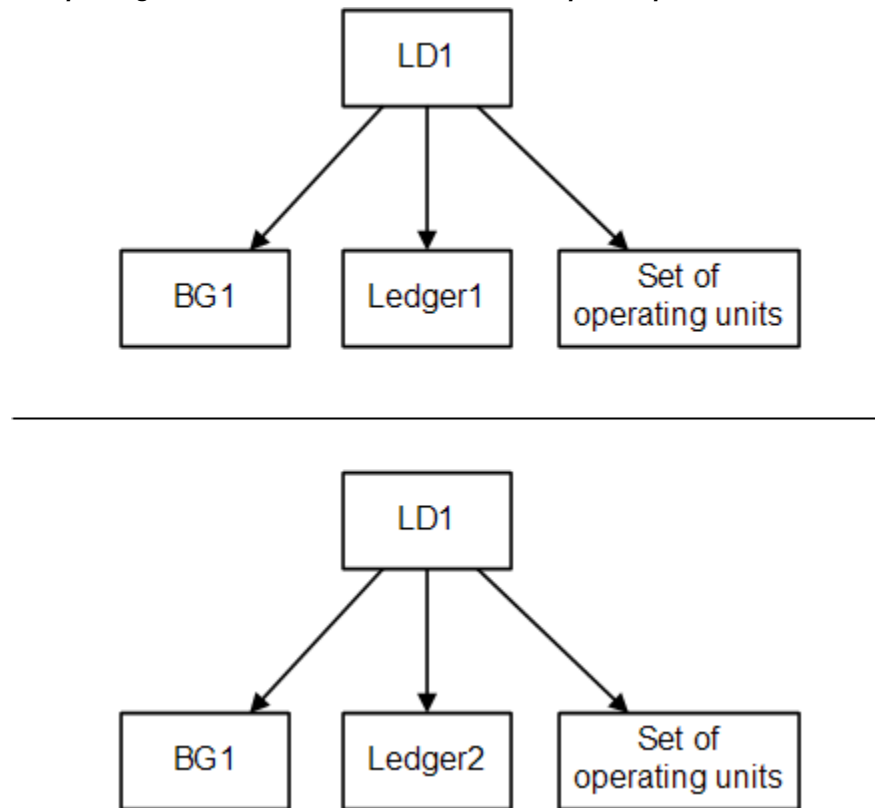 LD1
BG1
Ledger1
Set of
operating units
LD1
BG1
Ledger2
Set of
operating units